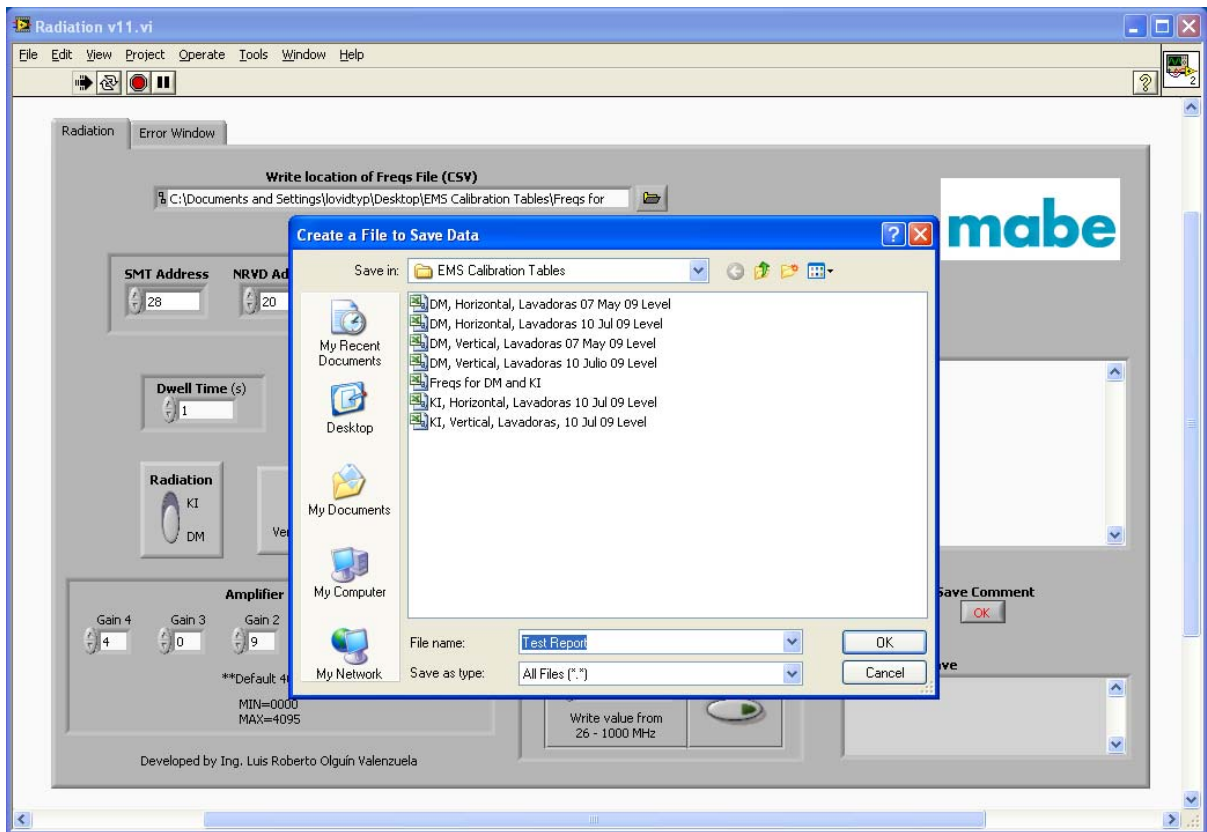 Radiation v11.vi
File Edit View Project Operate Tools Window Help
2
Radiation
Error Window
Write location of Freqs File (CSV)
C:\Documents and Settings\lovidtyp\Desktop\EMS Calibration Tables\Freqs for
mabe
SMT Address
28
NRVD Ad
20
Dwell Time (s)
1
Radiation
KI
DM
Ver
Create a File to Save Data
Save in:
EMS Calibration Tables
My Recent Documents
Desktop
My Documents
My Computer
My Network
DM, Horizontal, Lavadoras 07 May 09 Level
DM, Horizontal, Lavadoras 10 Jul 09 Level
DM, Vertical, Lavadoras 07 May 09 Level
DM, Vertical, Lavadoras 10 Julio 09 Level
Freqs for DM and KI
KI, Horizontal, Lavadoras 10 Jul 09 Level
KI, Vertical, Lavadoras, 10 Jul 09 Level
File name:
Test Report
OK
Save as type:
All Files (*.*)
Cancel
Amplifier
Gain 4
4
Gain 3
0
Gain 2
9
**Default 4
MIN=0000
MAX=4095
Write value from
26 - 1000 MHz
Save Comment
OK
ve
Developed by Ing. Luis Roberto Olguín Valenzuela